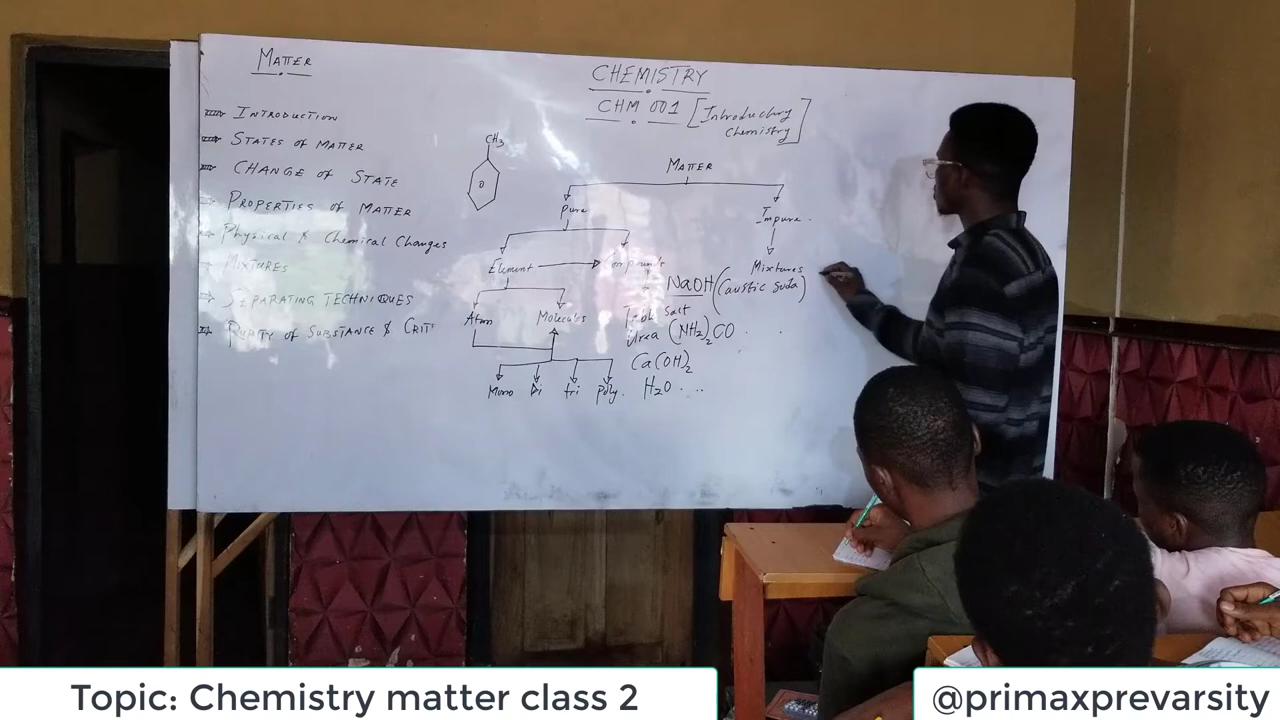 MATTER
INTRODUCTION
STATES OF MATTER
CHANGE OF STATE
PROPERTIES OF MATTER
Physical & Chemical Changes
MIXTURES
SEPARATING TECHNIQUES
PURITY OF SUBSTANCE & CRIT
CH3
CHEMISTRY
CHM 001 [Introductory
Chemistry]
MATTER
Pure
Impure
Element
Compounds
Mixtures
NaOH (Caustic Soda)
Atom
Molecules
Salt
Urea (NH2)2CO
Ca(OH)2
Mono Di tri poly.
H2O ....
Topic: Chemistry matter class 2
@primaxprevarsity